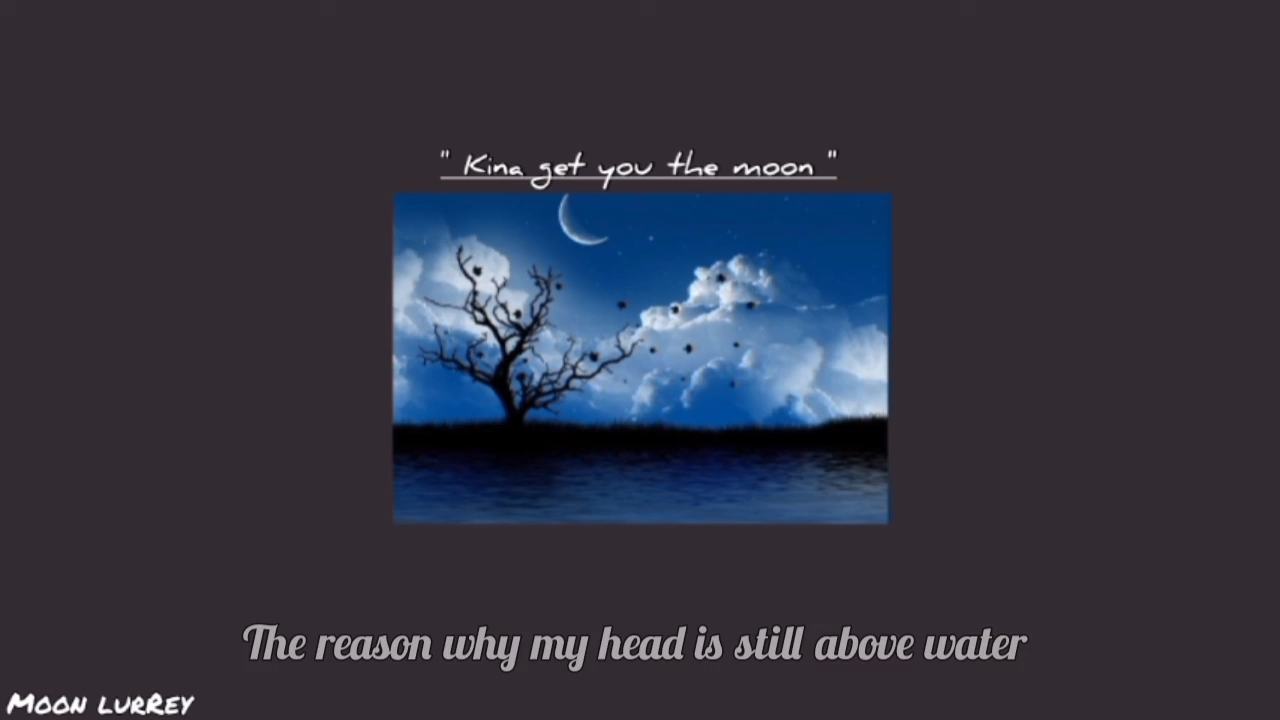 " Kina get you the moon "
The reason why my head is still above water
Moon lurRey